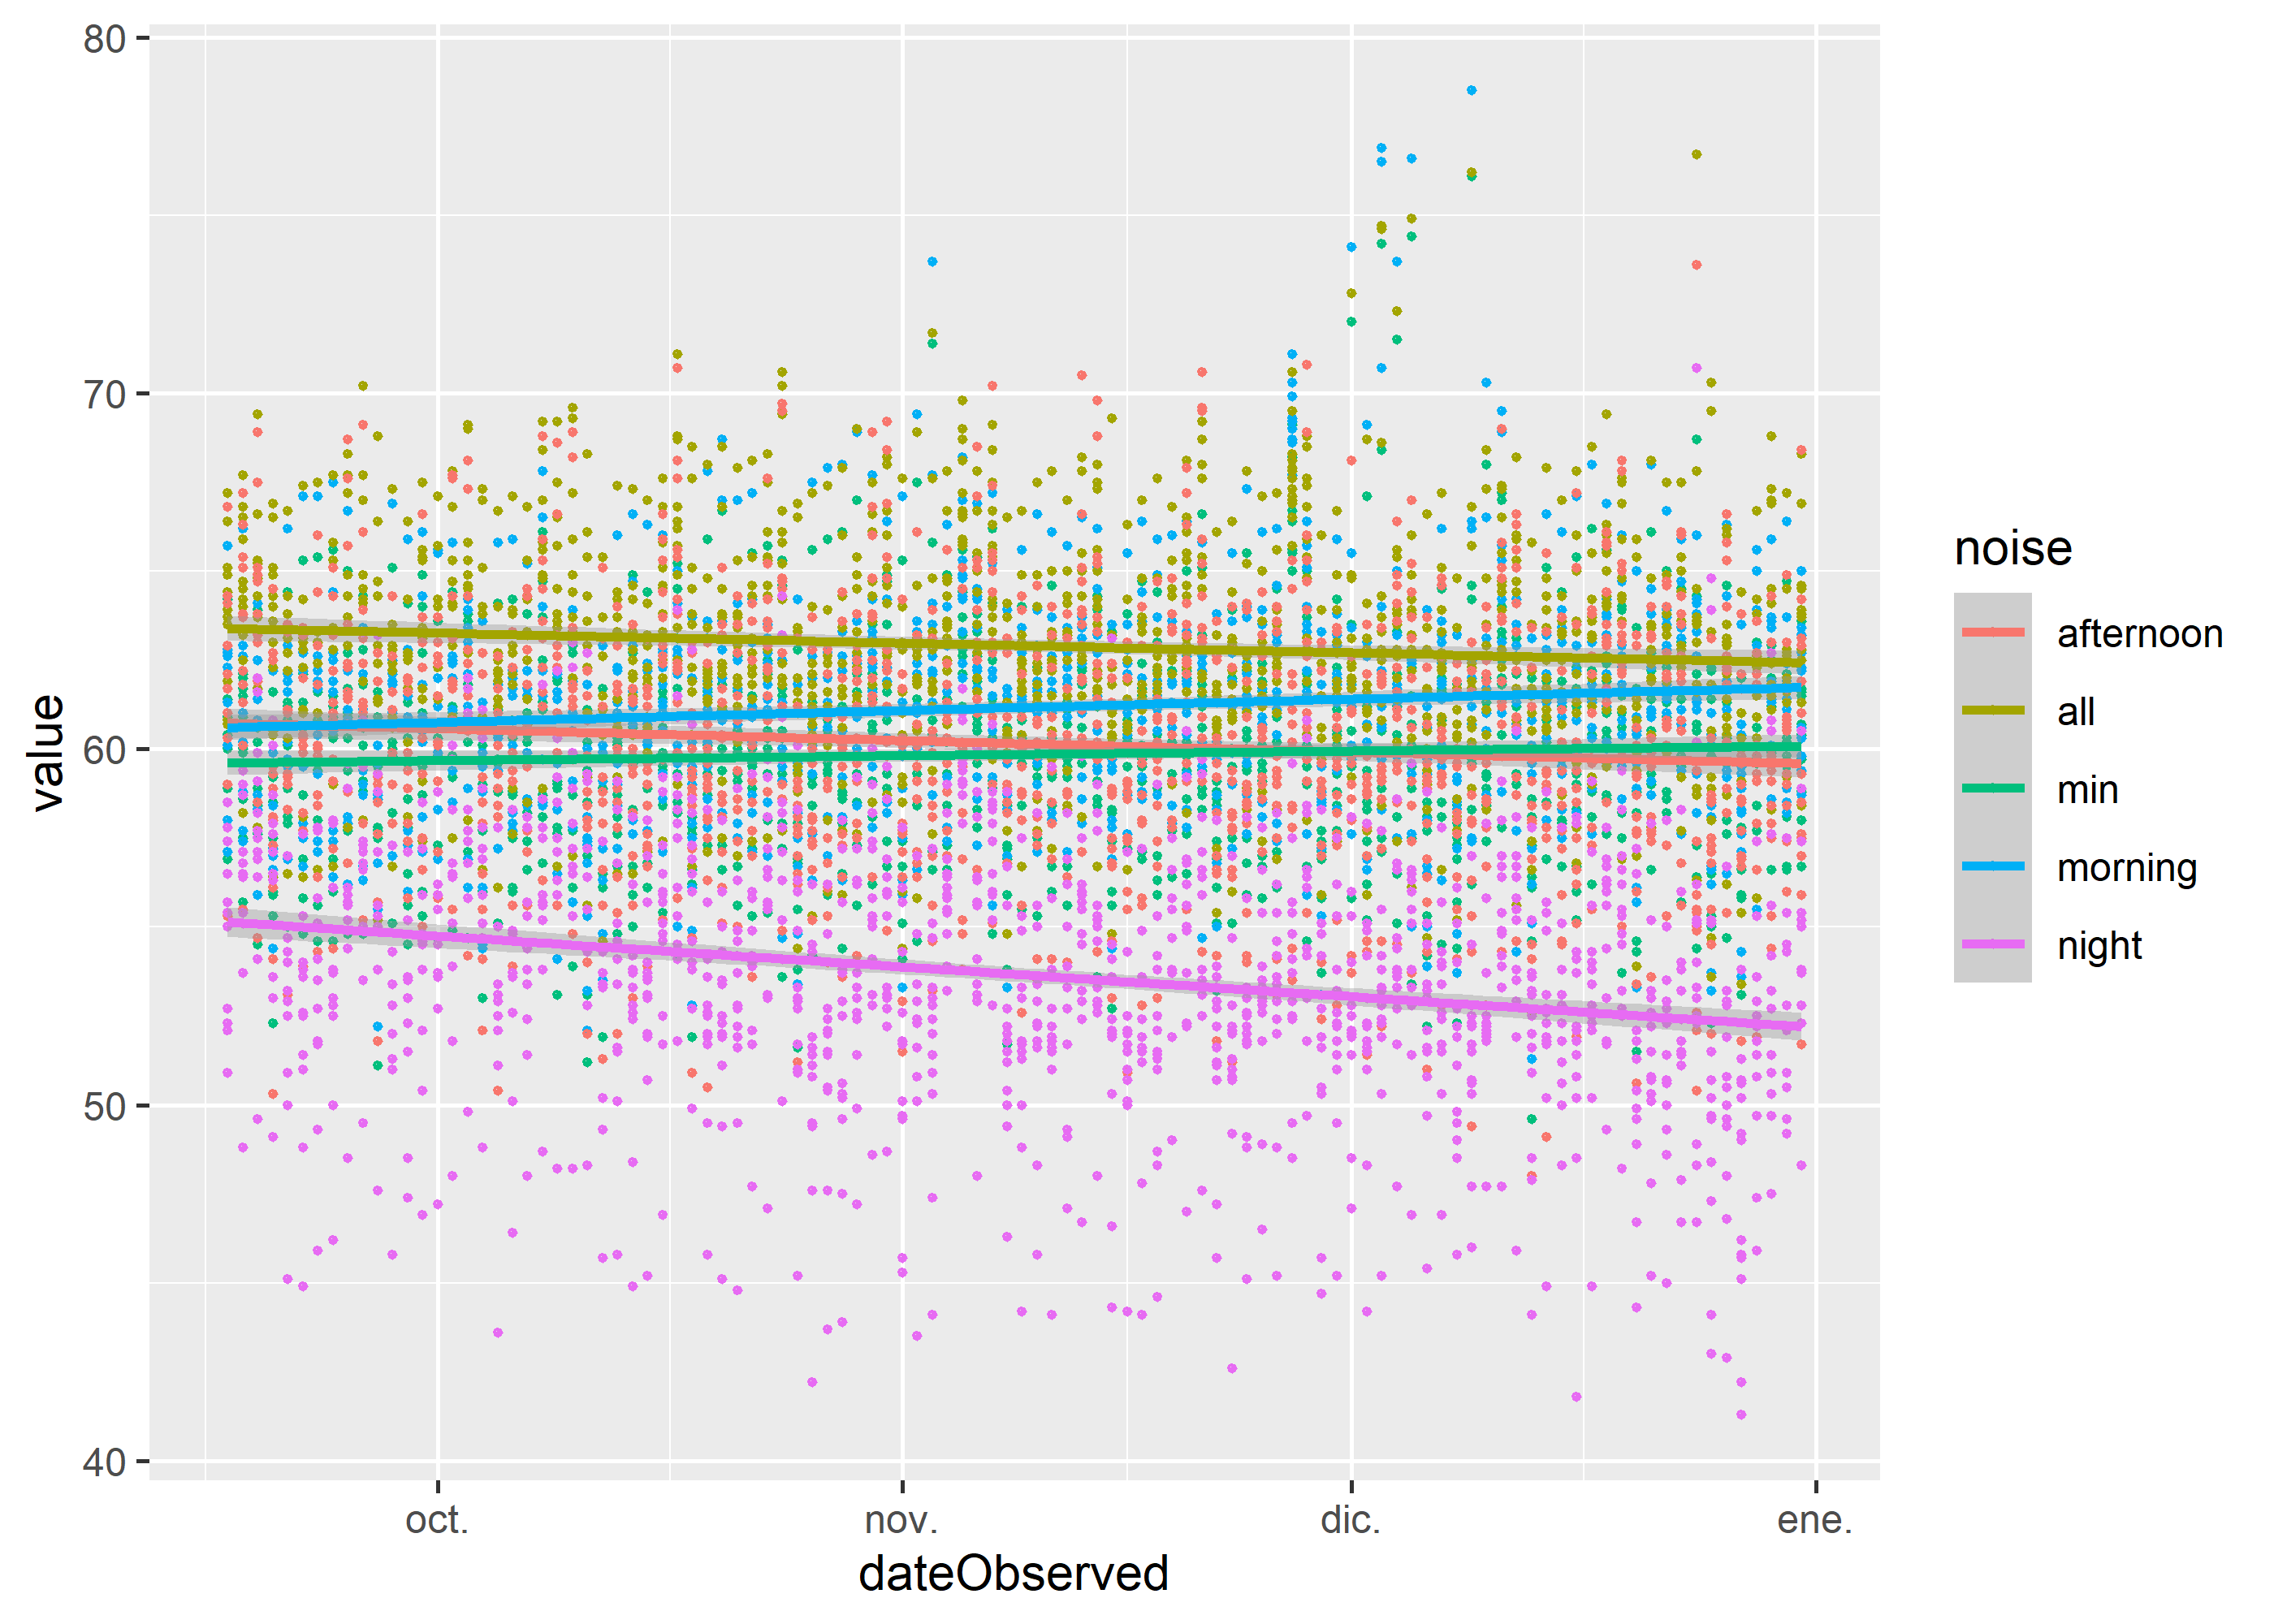 80
70
60
50
40
value
oct.
nov.
dic.
ene.
dateObserved
noise
afternoon
all
min
morning
night